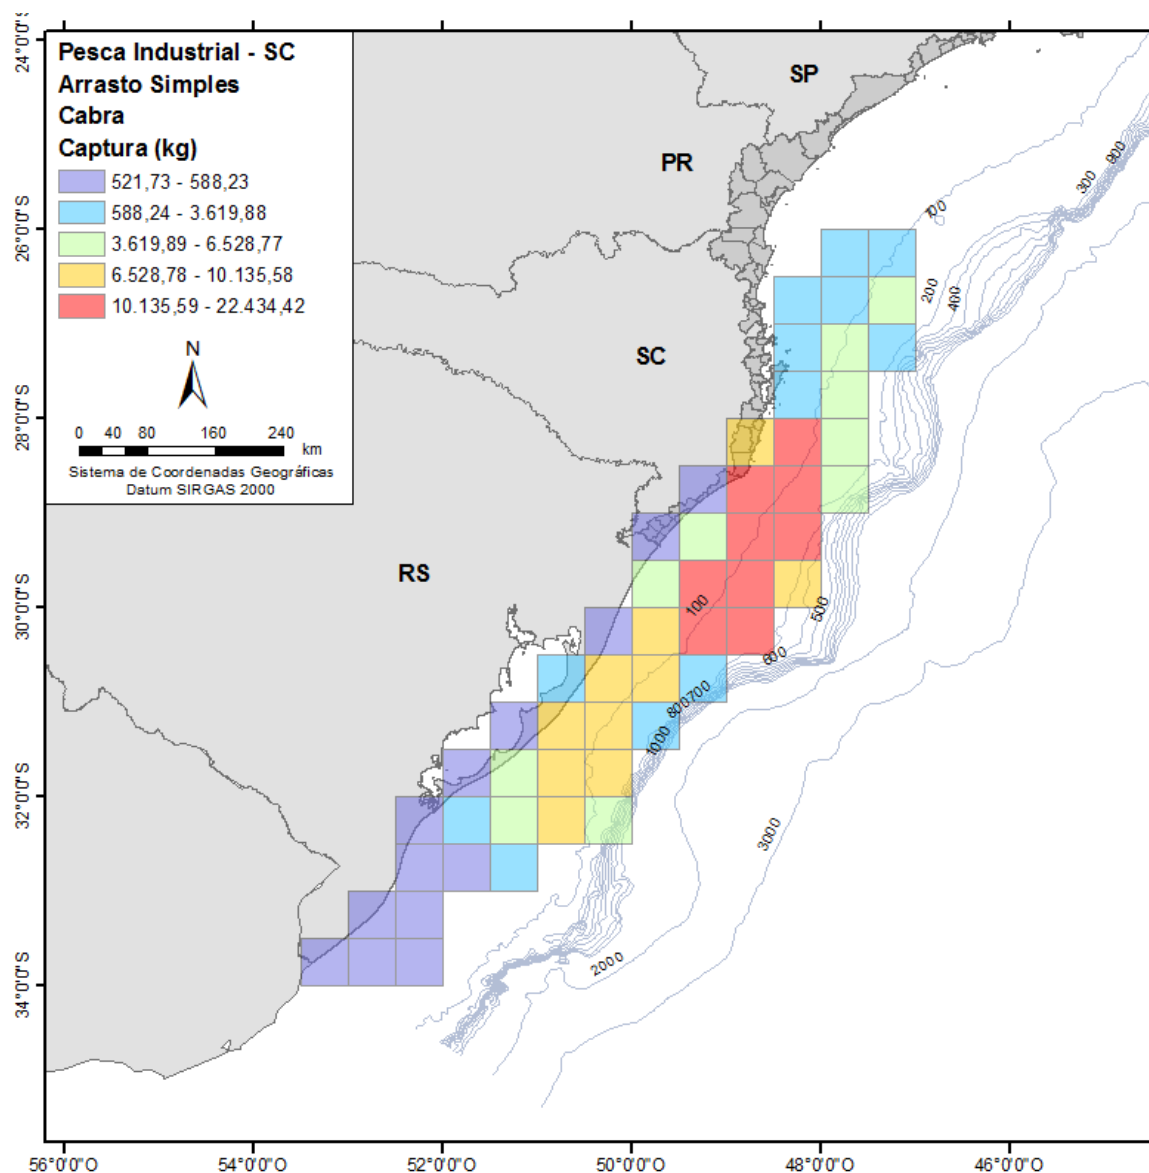 Pesca Industrial - SC
Arrasto Simples
Cabra
Captura (kg)
521,73 - 588,23
588,24 - 3.619,88
3.619,89 - 6.528,77
6.528,78 - 10.135,58
10.135,59 - 22.434,42
N
0 40 80 160 240
km
Sistema de Coordenadas Geográficas
Datum SIRGAS 2000
SP
PR
SC
RS
300
900
200
400
100
500
600
700
800
1000
2000
3000
24°0'0"S
26°0'0"S
28°0'0"S
30°0'0"S
32°0'0"S
34°0'0"S
56°0'0"O
54°0'0"O
52°0'0"O
50°0'0"O
48°0'0"O
46°0'0"O